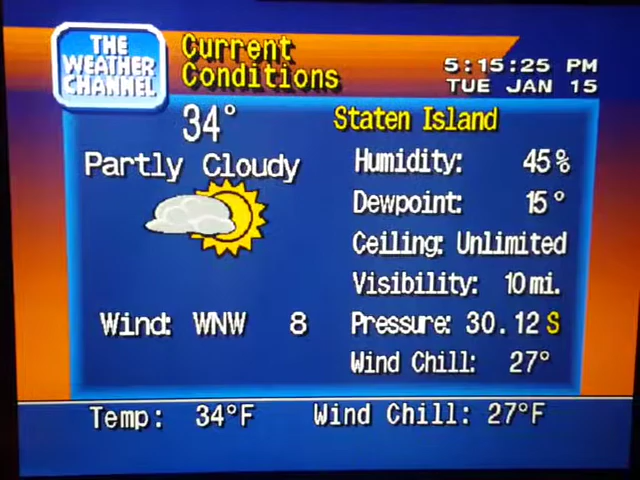 THE
WEATHER
CHANNEL
Current
Conditions
5:15:25 PM
TUE JAN 15
34°
Partly Cloudy
Wind: WNW 8
Staten Island
Humidity: 45%
Dewpoint: 15°
Ceiling: Unlimited
Visibility: 10 mi.
Pressure: 30.12 S
Wind Chill: 27°
Temp: 34°F Wind Chill: 27°F